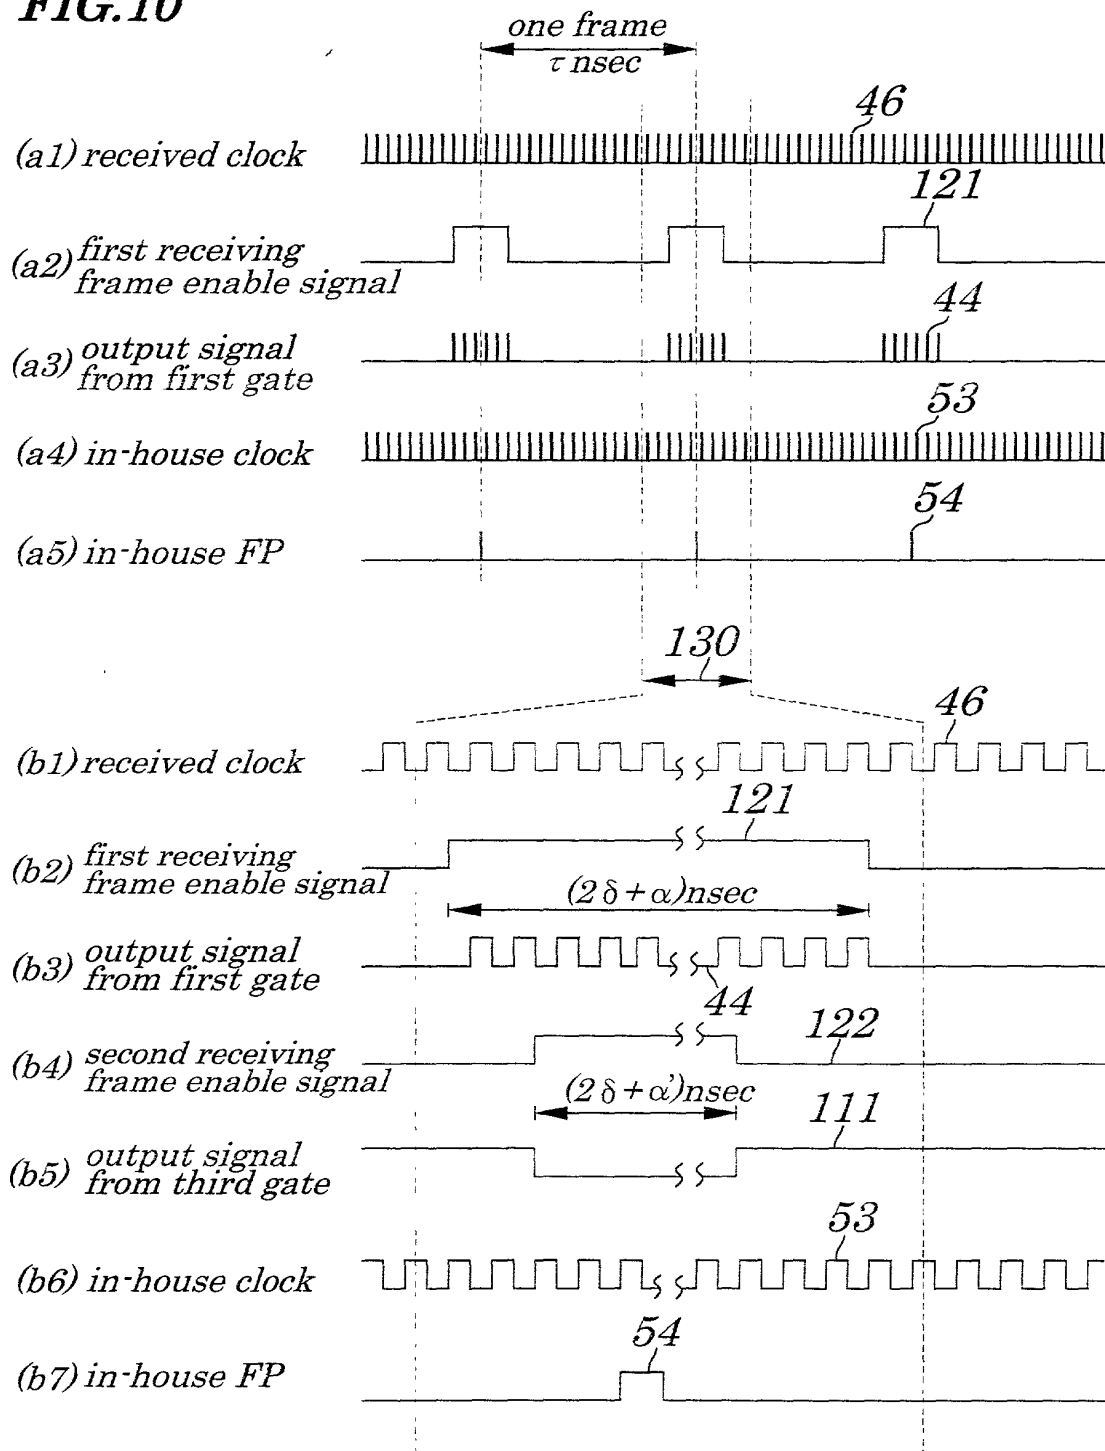 FIG.10
one frame
τ nsec
(a1) received clock
46
(a2) first receiving
frame enable signal
121
(a3) output signal
from first gate
44
(a4) in-house clock
53
(a5) in-house FP
54
130
(b1) received clock
46
(b2) first receiving
frame enable signal
121
(2δ+α)nsec
(b3) output signal
from first gate
44
(b4) second receiving
frame enable signal
122
(2δ+α')nsec
(b5) output signal
from third gate
111
(b6) in-house clock
53
(b7) in-house FP
54